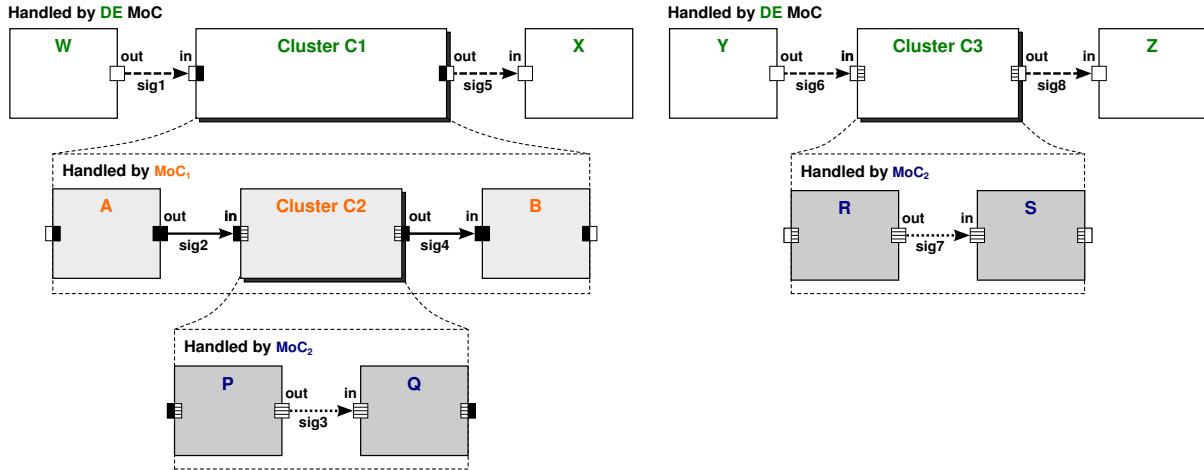 Handled by DE MoC
W
out
sig1
in
Cluster C1
out
sig5
in
X
Handled by MoC1
A
out
sig2
in
Cluster C2
out
sig4
in
B
Handled by MoC2
P
out
sig3
in
Q
Handled by DE MoC
Y
out
sig6
in
Cluster C3
out
sig8
in
Z
Handled by MoC2
R
out
sig7
in
S